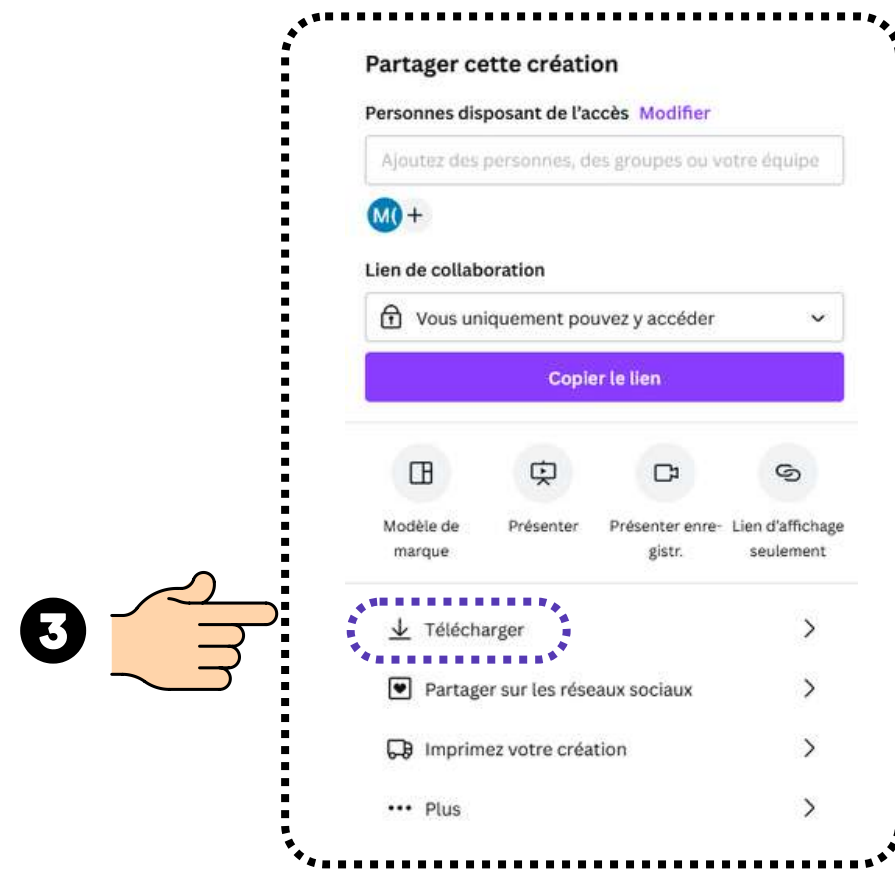 Partager cette création
Personnes disposant de l'accès Modifier
Ajoutez des personnes, des groupes ou votre équipe
M( +
Lien de collaboration
Vous uniquement pouvez y accéder
Copier le lien
Modèle de marque
Présenter
Présenter enre-
gistr.
Lien d'affichage
seulement
3
Télécharger
Partager sur les réseaux sociaux
Imprimez votre création
Plus